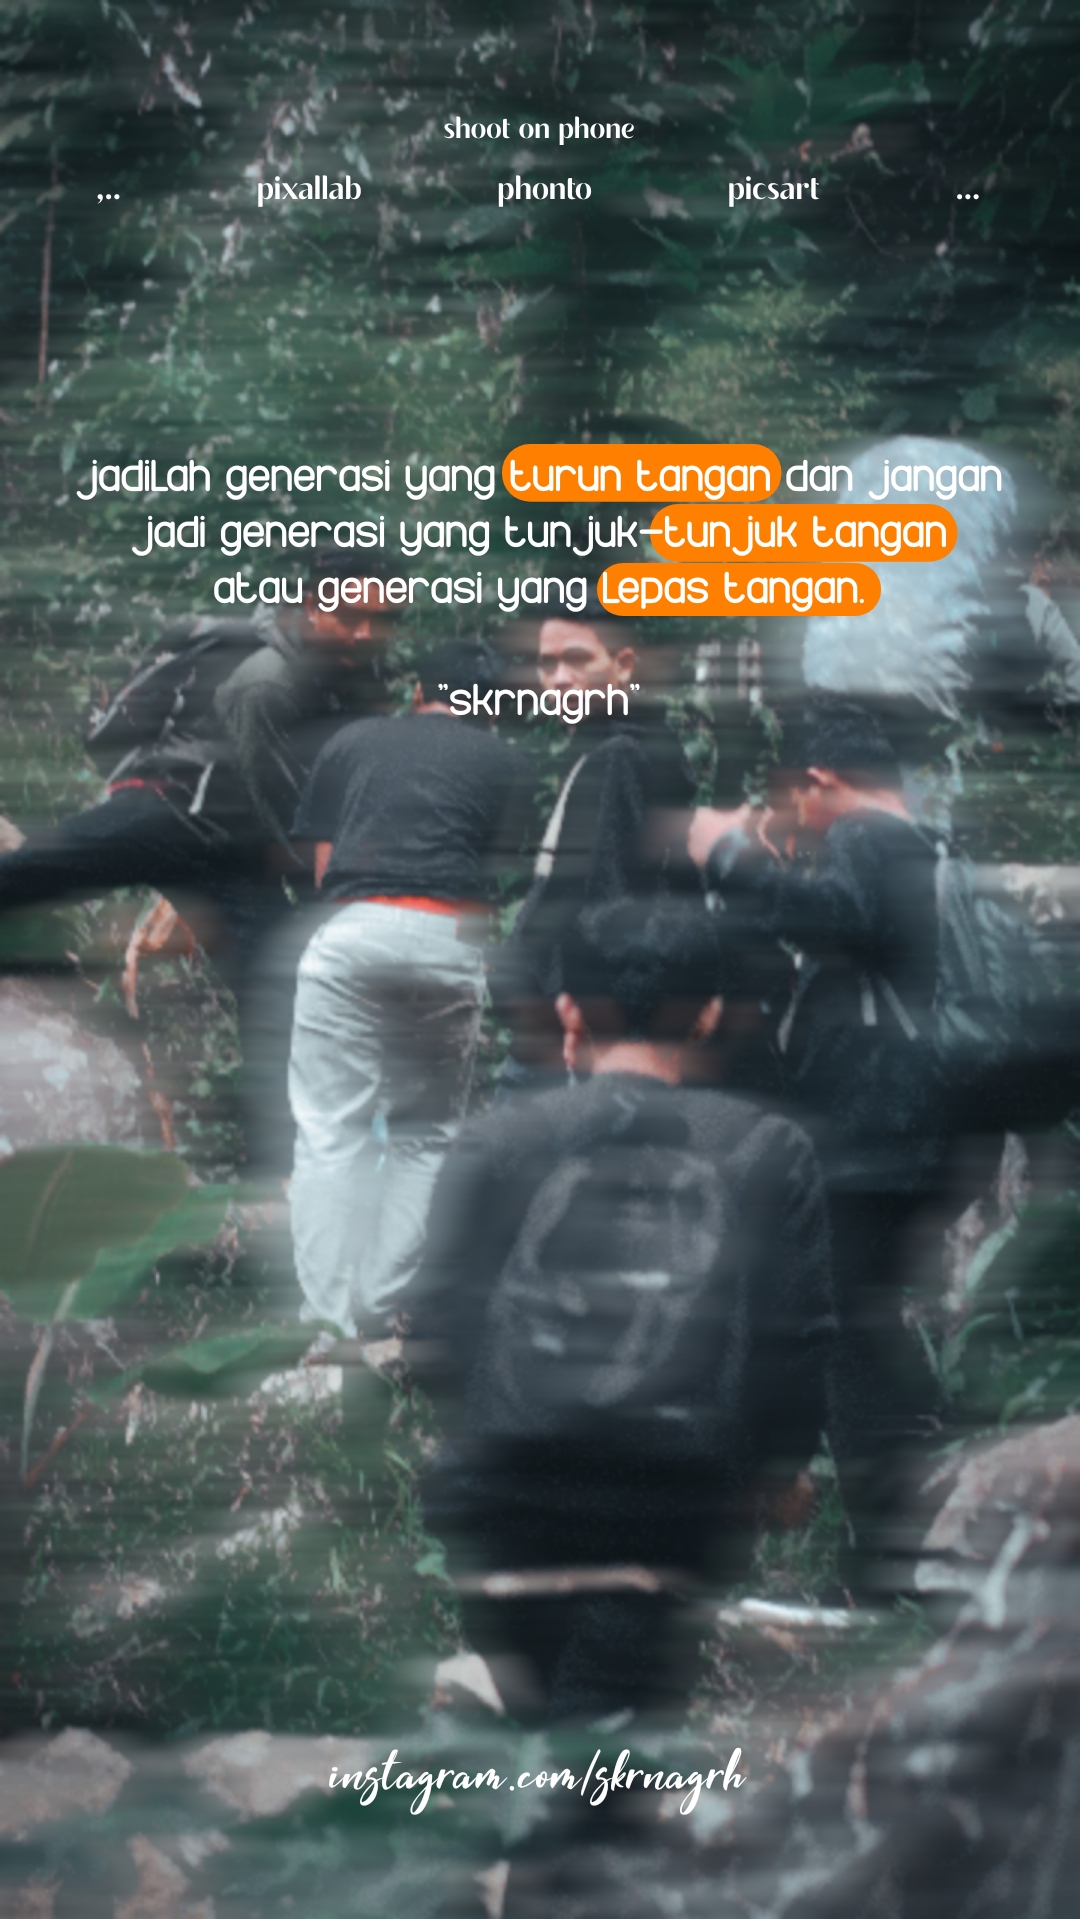 shoot on phone
,.. pixallab phonto picsart ...
jadilah generasi yang turun tangan dan jangan
jadi generasi yang tunjuk-tunjuk tangan
atau generasi yang Lepas tangan.
"skrnagrh"
instagram.com/skrnagrh